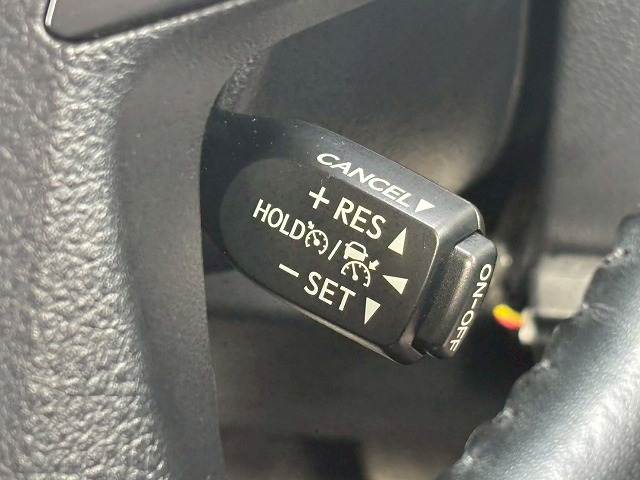 CANCEL
+ RES
HOLD /
− SET
ON-OFF